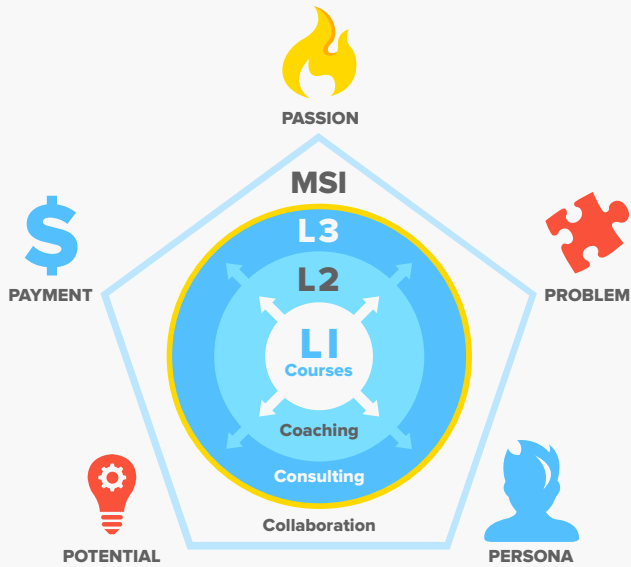 PASSION
MSI
L3
L2
L1
Courses
Coaching
Consulting
Collaboration
PAYMENT
PROBLEM
POTENTIAL
PERSONA